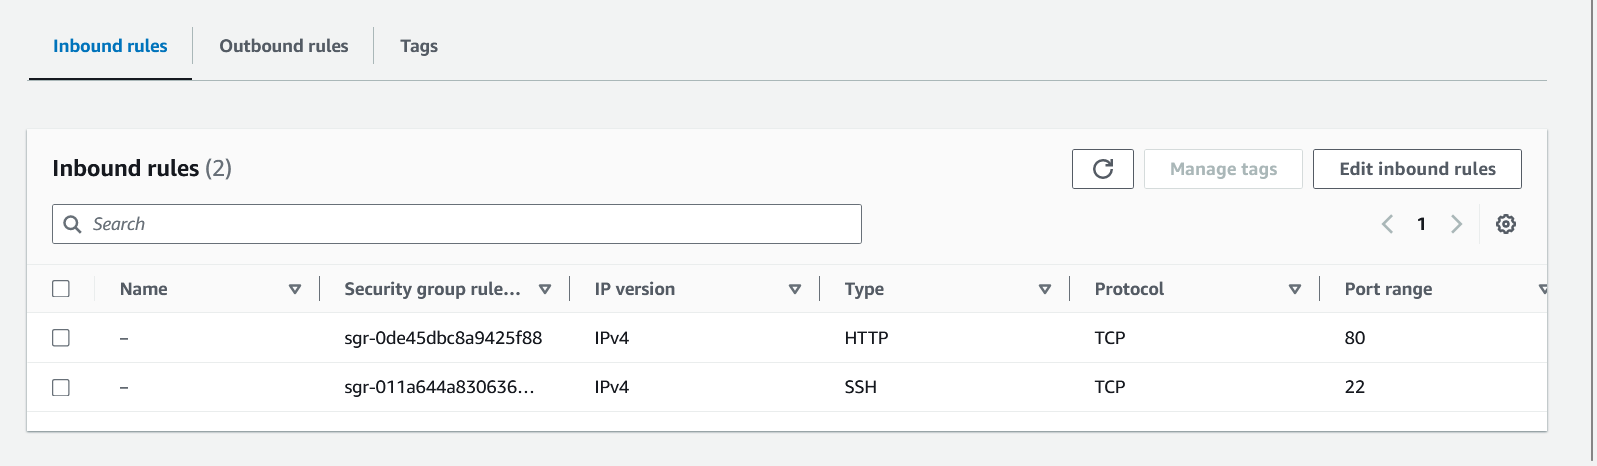 Inbound rules Outbound rules Tags
Inbound rules (2) Manage tags Edit inbound rules
Search 1
Name Security group rule... IP version Type Protocol Port range
– sgr-0de45dbc8a9425f88 IPv4 HTTP TCP 80
– sgr-011a644a830636... IPv4 SSH TCP 22